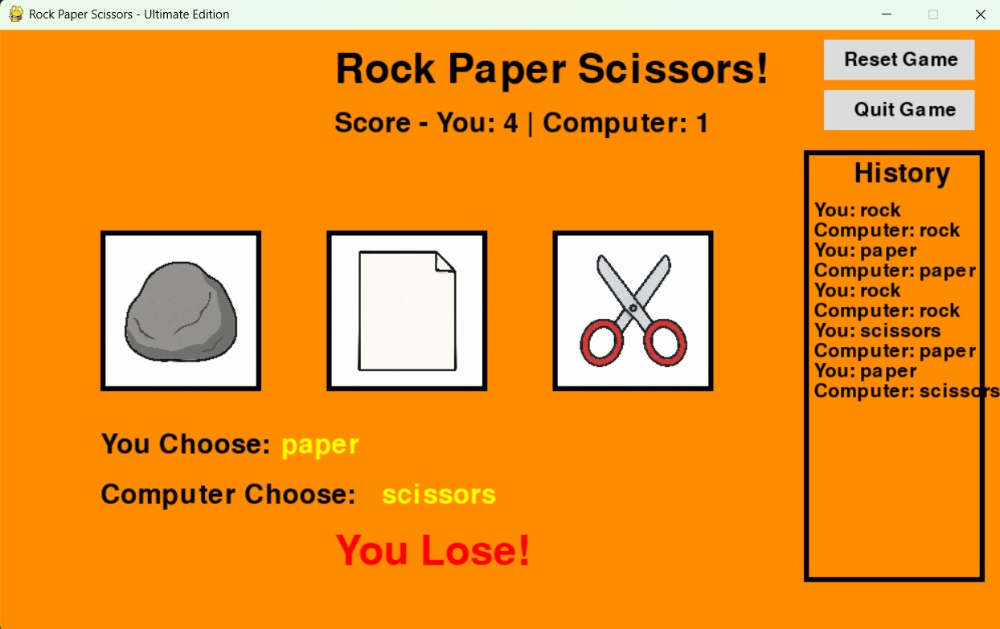 Rock Paper Scissors - Ultimate Edition
Rock Paper Scissors!
Score - You: 4 | Computer: 1
Reset Game
Quit Game
History
You: rock
Computer: rock
You: paper
Computer: paper
You: rock
Computer: rock
You: scissors
Computer: paper
You: paper
Computer: scissors
You Choose: paper
Computer Choose: scissors
You Lose!